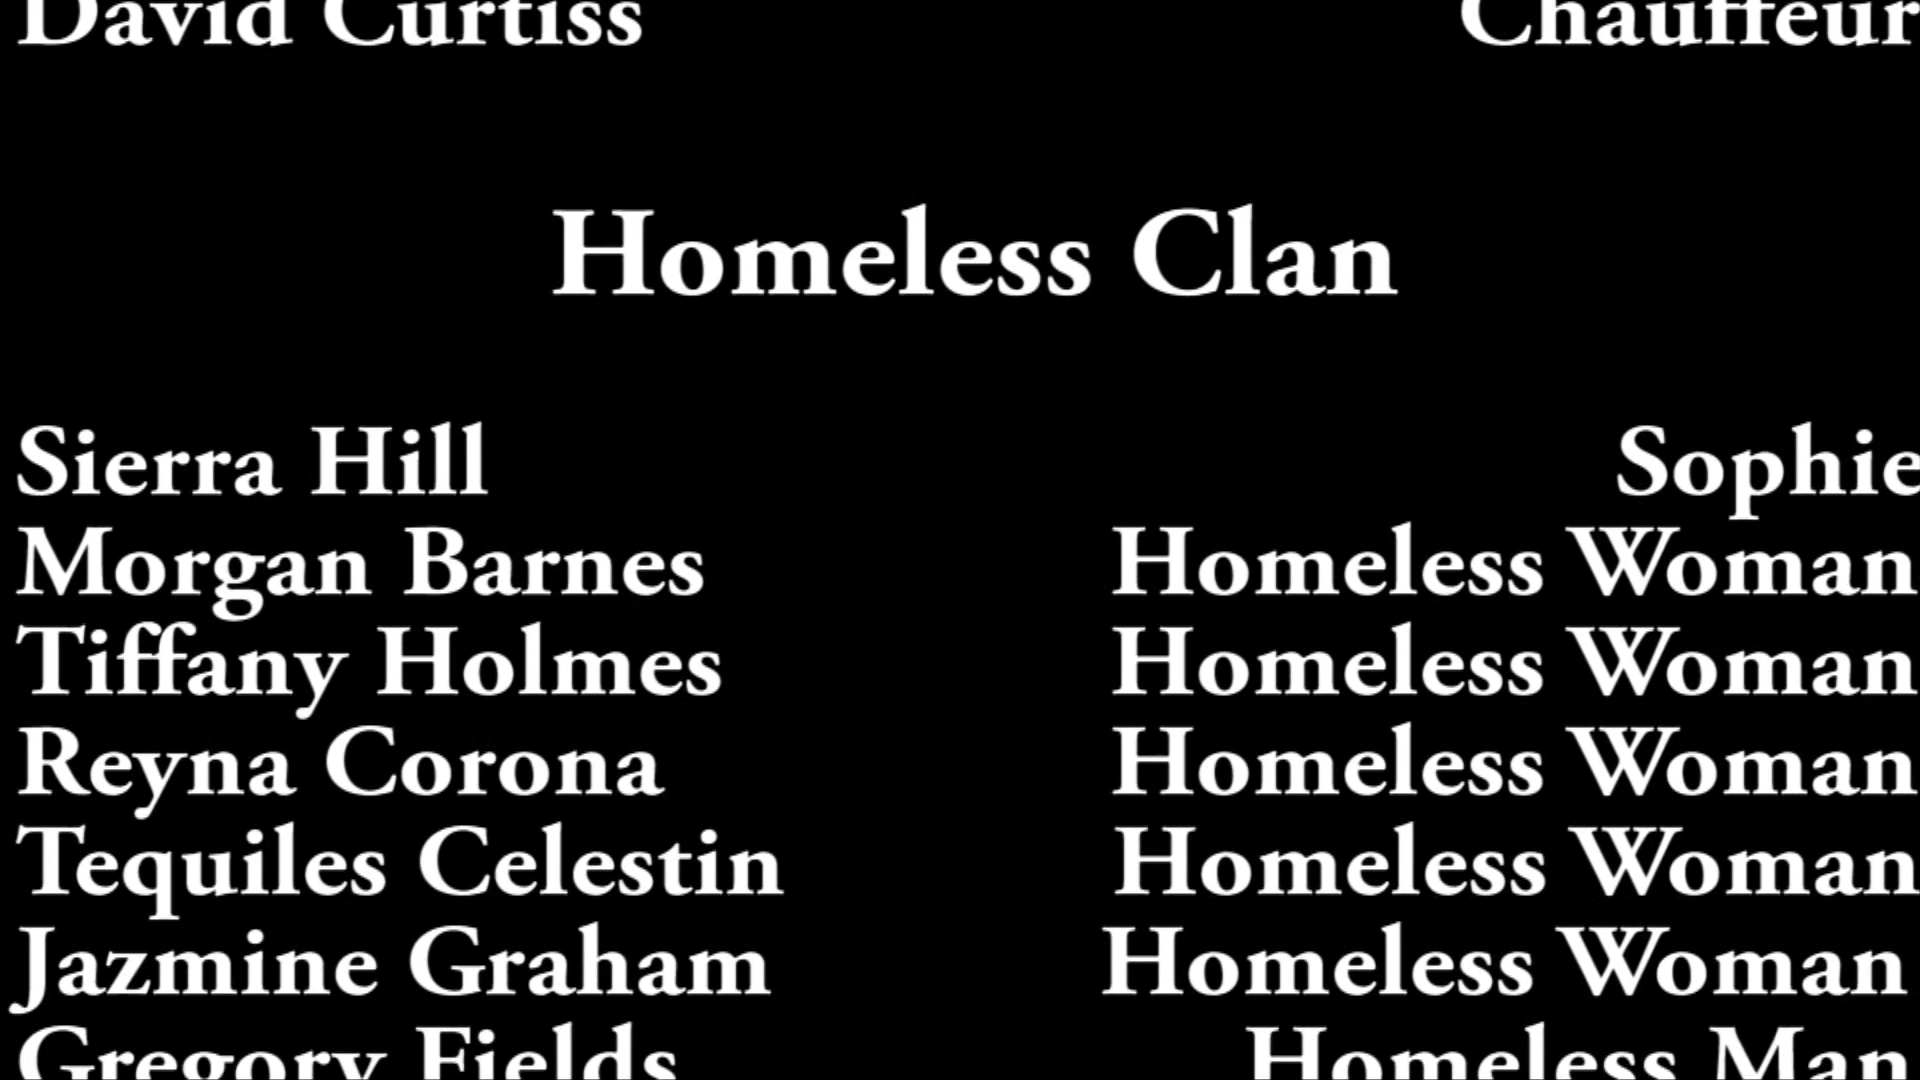 David Curtiss Chauffeur
Homeless Clan
Sierra Hill Sophie
Morgan Barnes Homeless Woman
Tiffany Holmes Homeless Woman
Reyna Corona Homeless Woman
Tequiles Celestin Homeless Woman
Jazmine Graham Homeless Woman
Gregory Fields Homeless Man